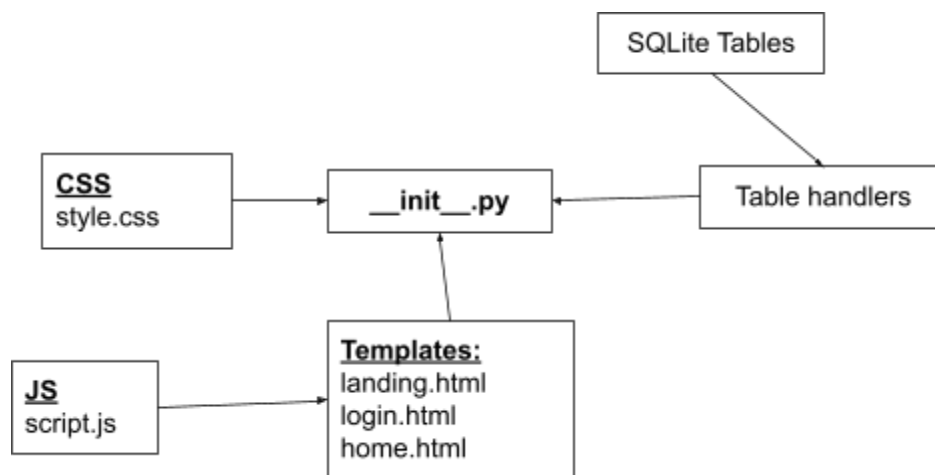 SQLite Tables
CSS
style.css
__init__.py
Table handlers
Templates:
landing.html
login.html
home.html
JS
script.js